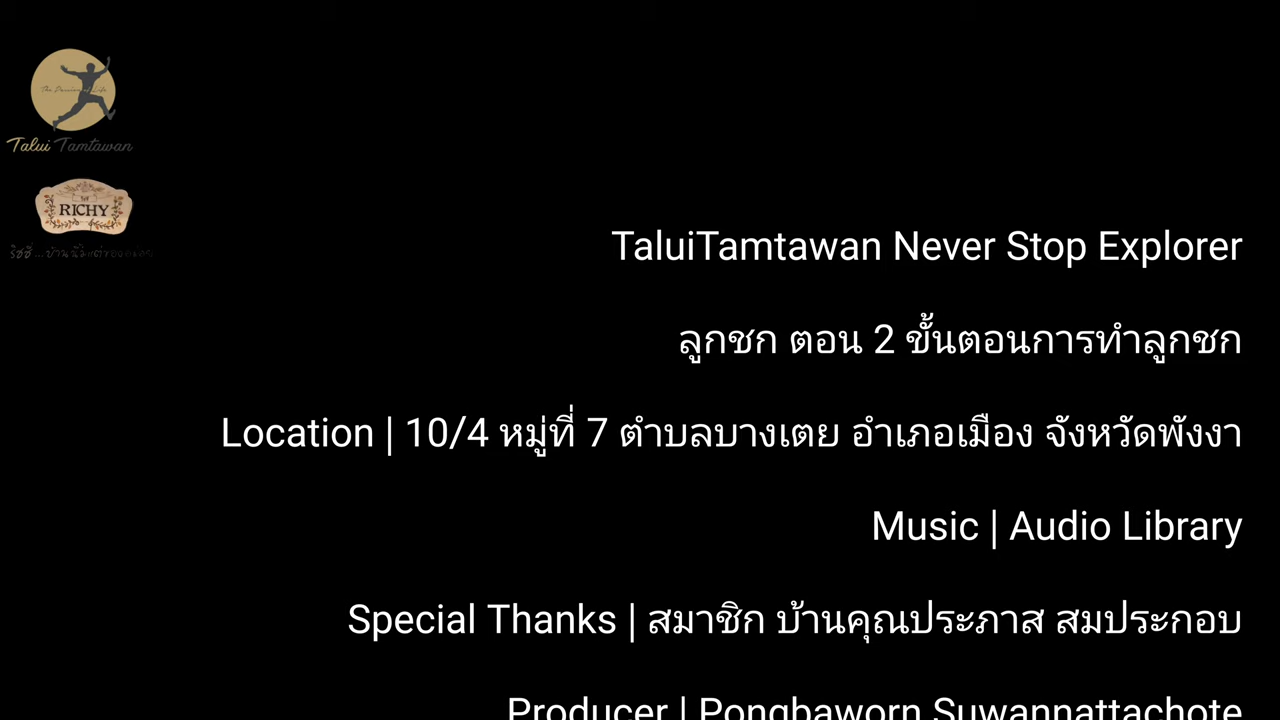 The Passion of Life
Talui Tamtawan
RICHY
TaluiTamtawan Never Stop Explorer
ลูกชก ตอน 2 ขั้นตอนการทำลูกชก
Location | 10/4 หมู่ที่ 7 ตำบลบางเตย อำเภอเมือง จังหวัดพังงา
Music | Audio Library
Special Thanks | สมาชิก บ้านคุณประภาส สมประกอบ
Producer | Pongbaworn Suwannattachote